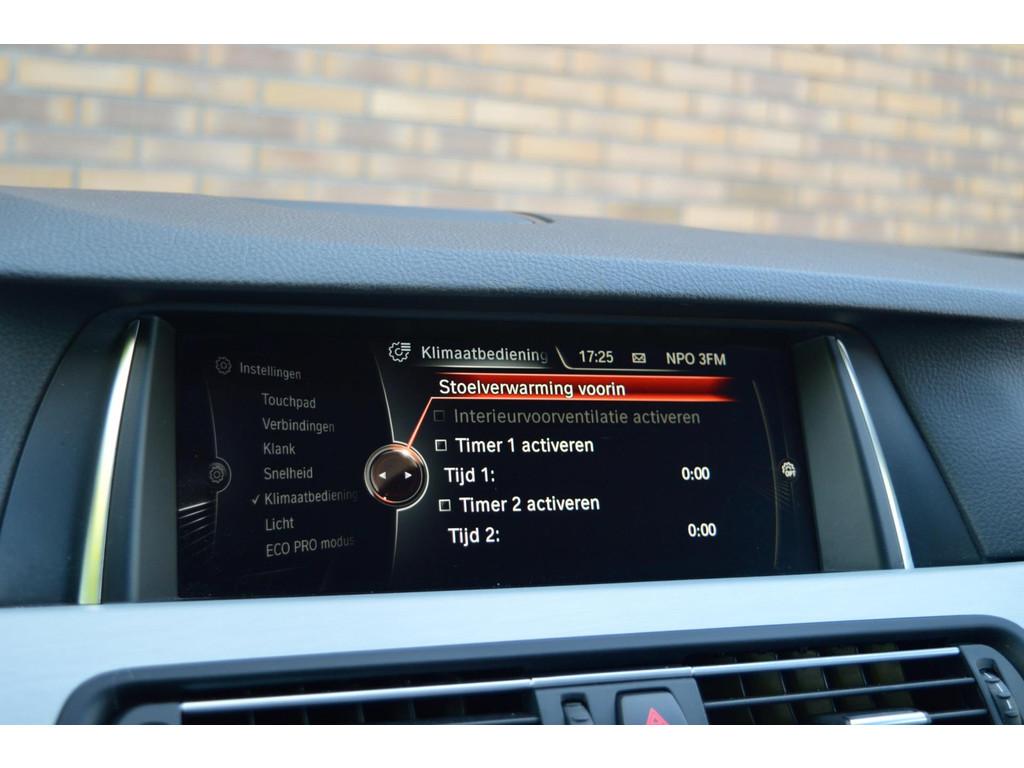 Instellingen
Touchpad
Verbindingen
Klank
Snelheid
Klimaatbediening
Licht
ECO PRO modus
Klimaatbediening 17:25 NPO 3FM
Stoelverwarming voorin
Interieurvoorventilatie activeren
Timer 1 activeren
Tijd 1: 0:00
Timer 2 activeren
Tijd 2: 0:00
OPT